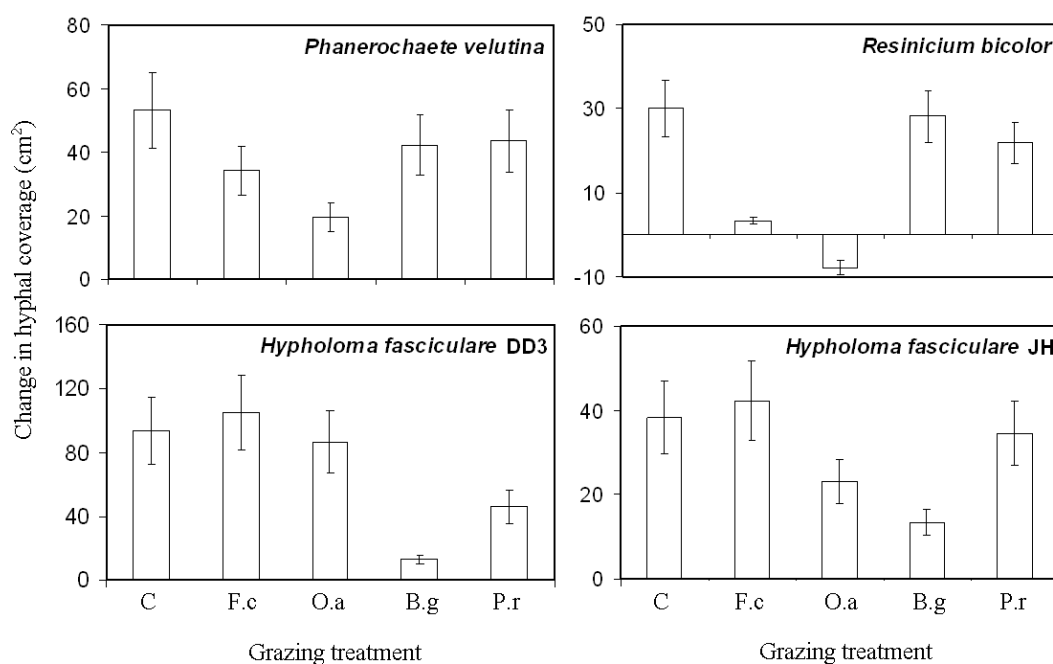 Change in hyphal coverage (cm²)
Phanerochaete velutina
80
60
40
20
0
Resinicium bicolor
50
30
10
-10
Hypholoma fasciculare DD3
160
120
80
40
0
Hypholoma fasciculare JH
60
40
20
0
C F.c O.a B.g P.r
C F.c O.a B.g P.r
Grazing treatment
Grazing treatment